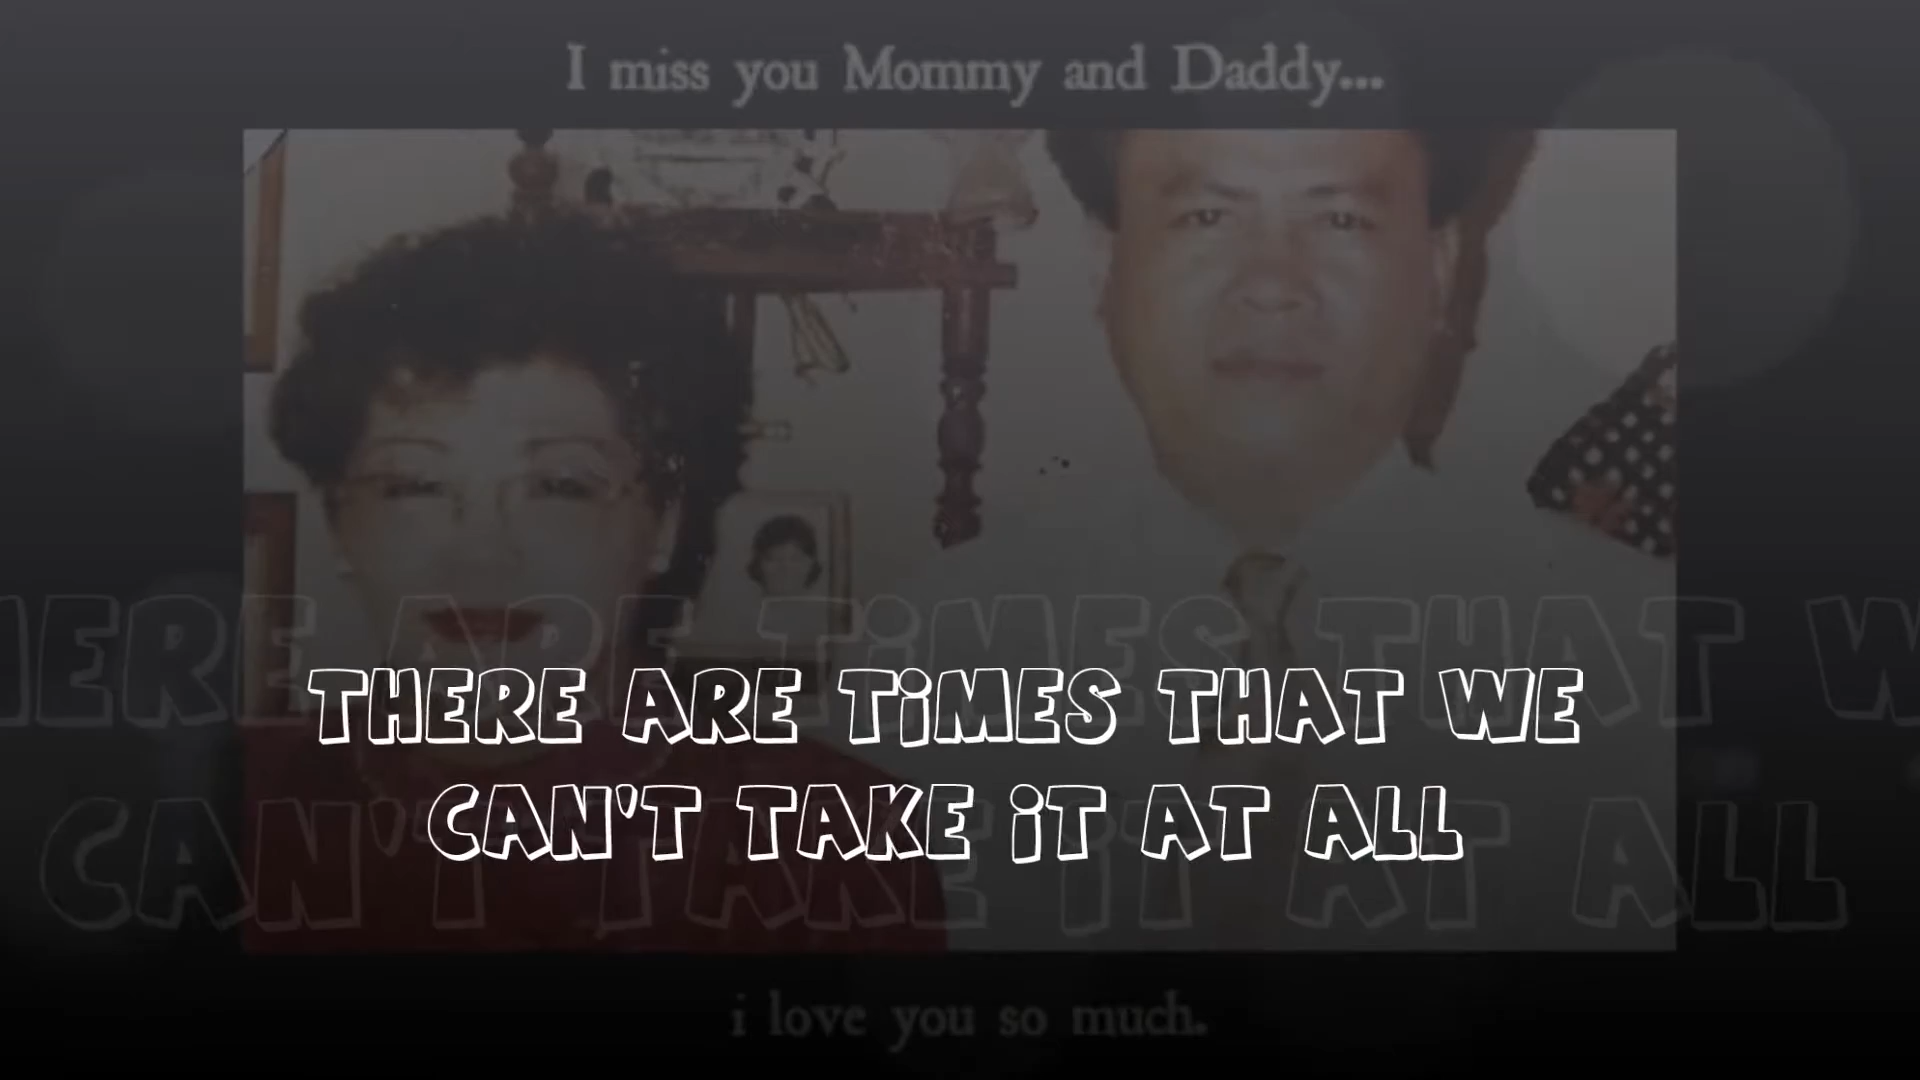 I miss you Mommy and Daddy...
THERE ARE TiMES THAT WE
CAN'T TAKE iT AT ALL
i love you so much.